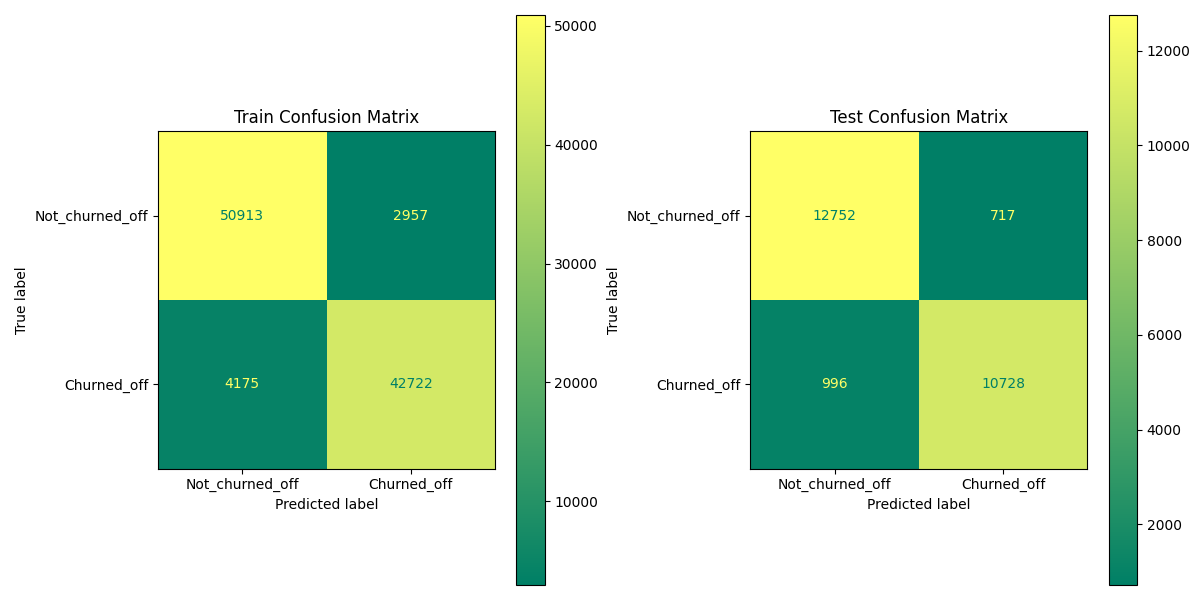 Train Confusion Matrix
True label
Not_churned_off
Churned_off
50913
2957
4175
42722
Not_churned_off
Churned_off
Predicted label
50000
40000
30000
20000
10000
Test Confusion Matrix
True label
Not_churned_off
Churned_off
12752
717
996
10728
Not_churned_off
Churned_off
Predicted label
12000
10000
8000
6000
4000
2000